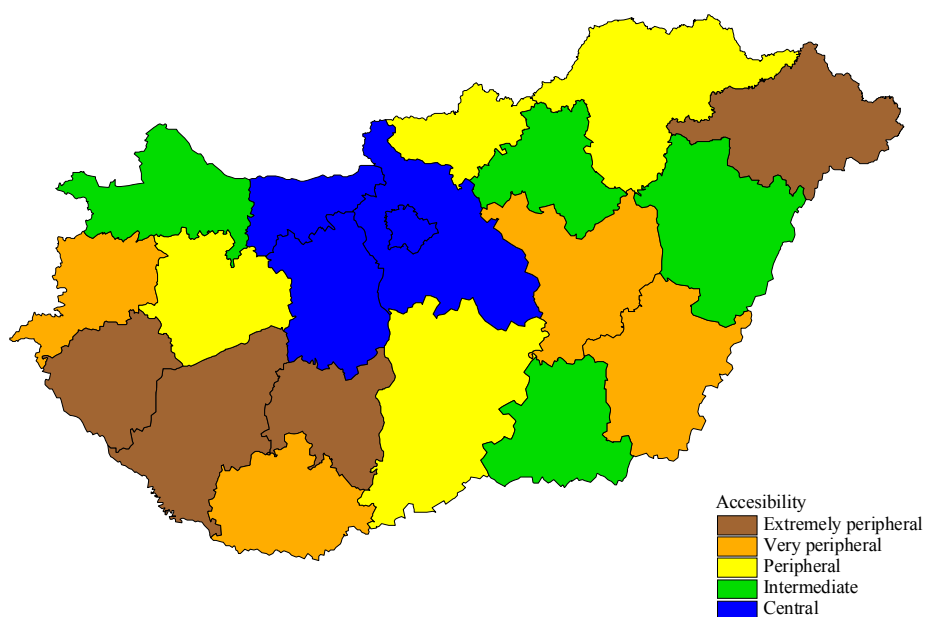 Accesibility
Extremely peripheral
Very peripheral
Peripheral
Intermediate
Central